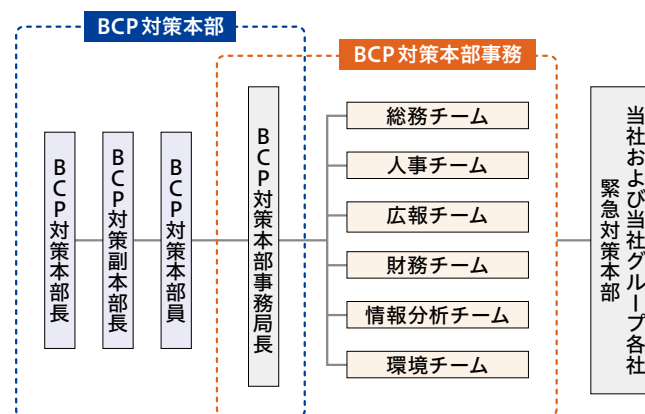 BCP対策本部
BCP対策本部事務
BCP対策本部長
BCP対策副本部長
BCP対策本部員
BCP対策本部事務局長
総務チーム
人事チーム
広報チーム
財務チーム
情報分析チーム
環境チーム
当社および当社グループ各社
緊急対策本部